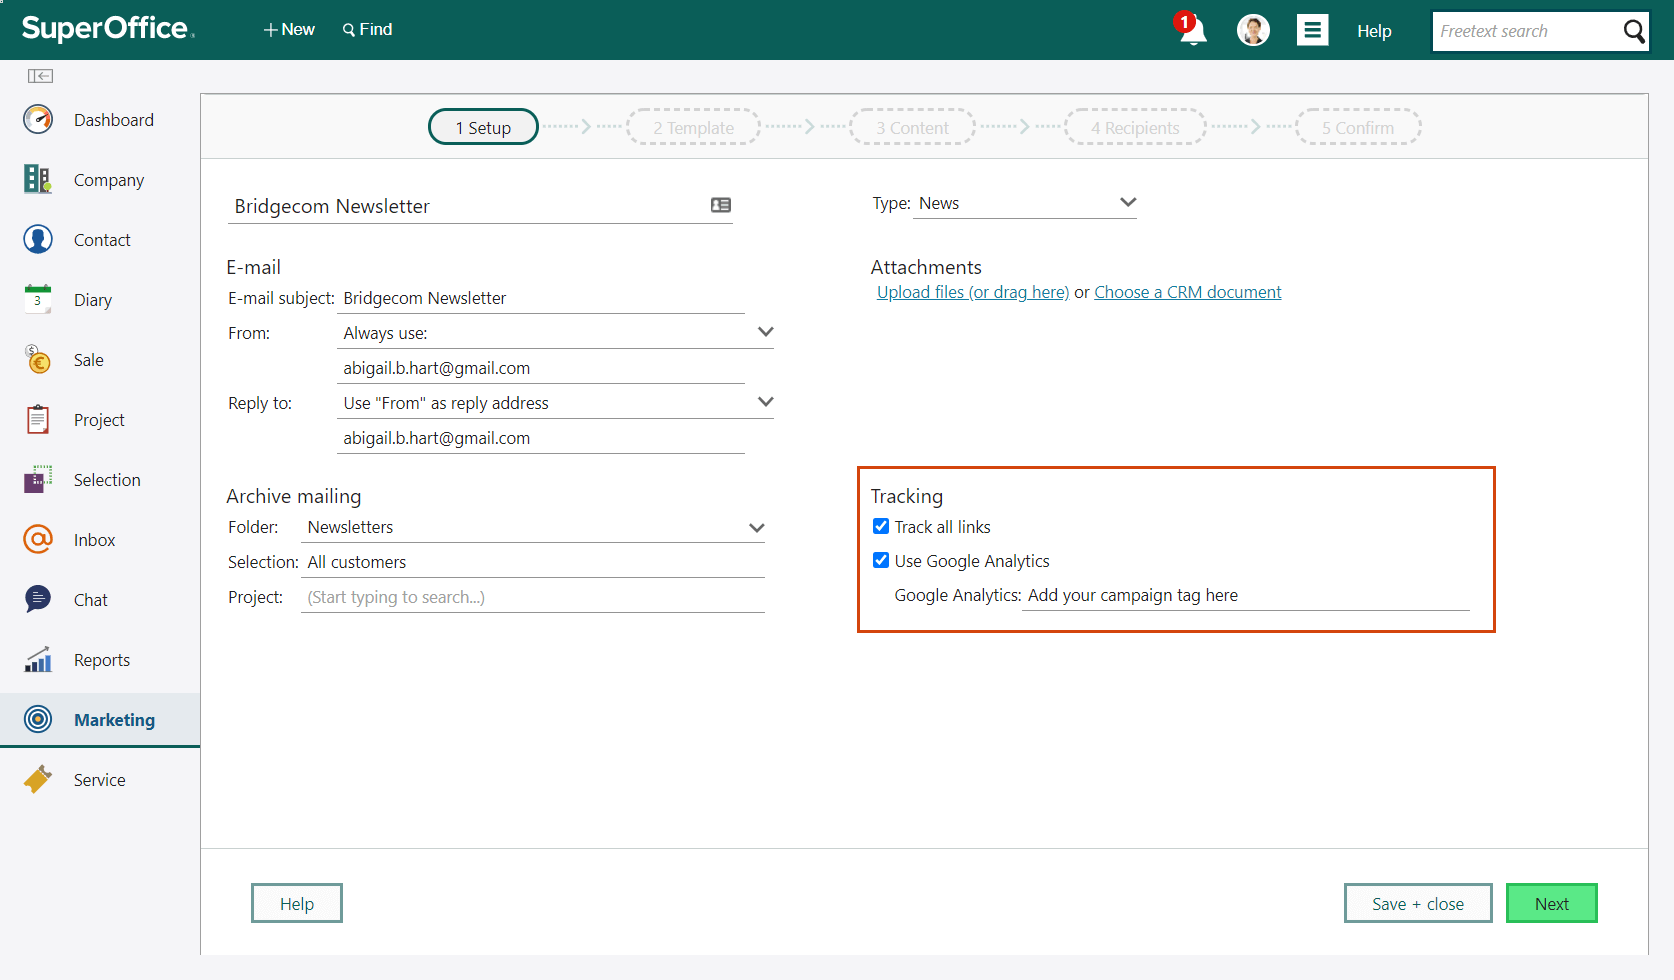 SuperOffice.
+ New
Find
1
Help
Freetext search
Dashboard
Company
Contact
3
Diary
Sale
Project
Selection
Inbox
Chat
Reports
Marketing
Service
1 Setup
2 Template
3 Content
4 Recipients
5 Confirm
Bridgecom Newsletter
Type: News
E-mail
E-mail subject: Bridgecom Newsletter
From: Always use:
abigail.b.hart@gmail.com
Reply to: Use "From" as reply address
abigail.b.hart@gmail.com
Attachments
Upload files (or drag here) or Choose a CRM document
Archive mailing
Folder: Newsletters
Selection: All customers
Project: (Start typing to search...)
Tracking
Track all links
Use Google Analytics
Google Analytics: Add your campaign tag here
Help
Save + close
Next